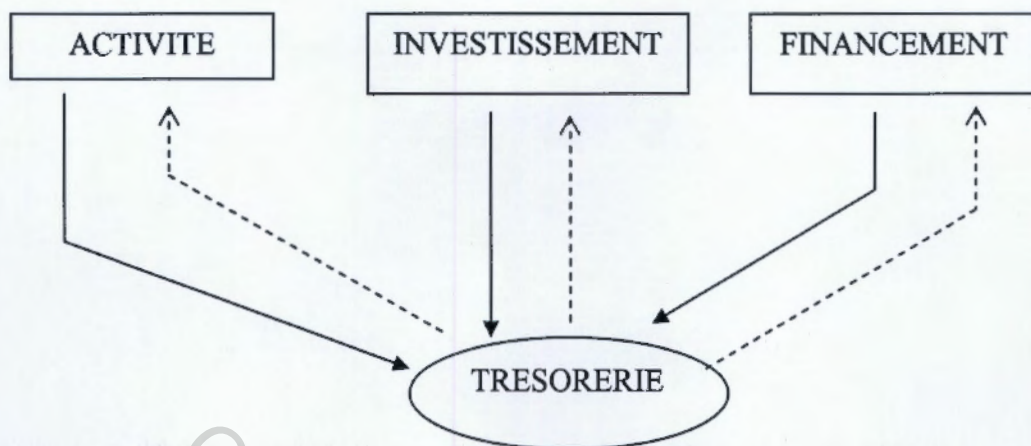 ACTIVITE
INVESTISSEMENT
FINANCEMENT
TRESORERIE